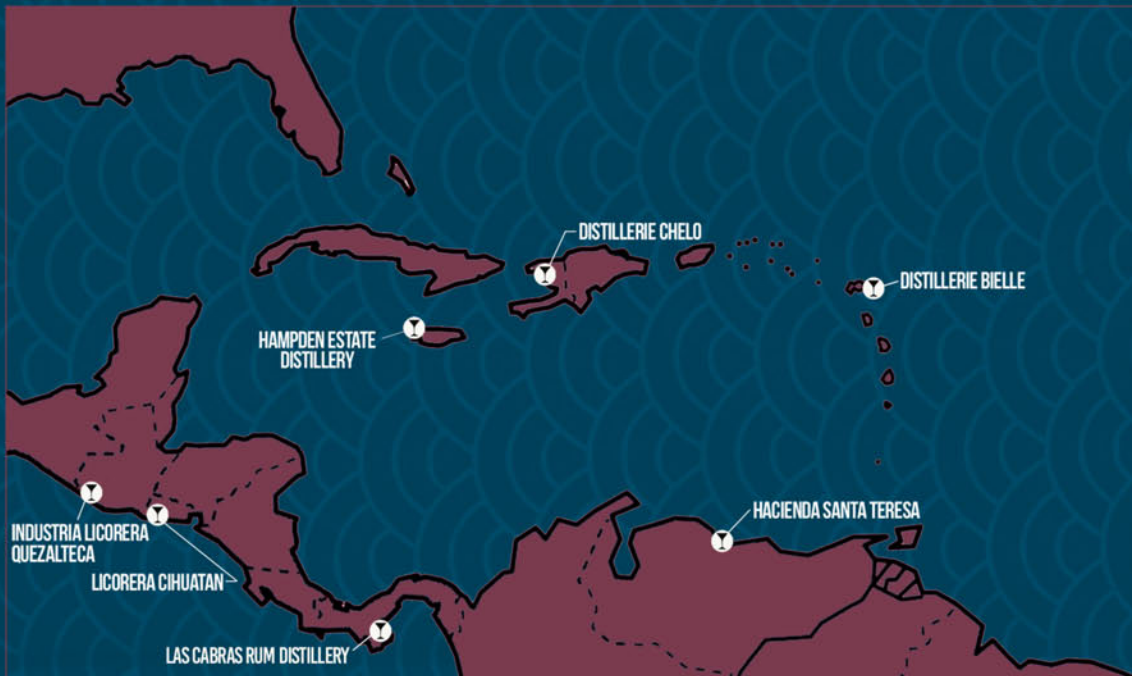 DISTILLERIE CHELO
DISTILLERIE BIELLE
HAMPDEN ESTATE
DISTILLERY
HACIENDA SANTA TERESA
INDUSTRIA LICORERA
QUEZALTECA
LICORERA CIHUATAN
LAS CABRAS RUM DISTILLERY